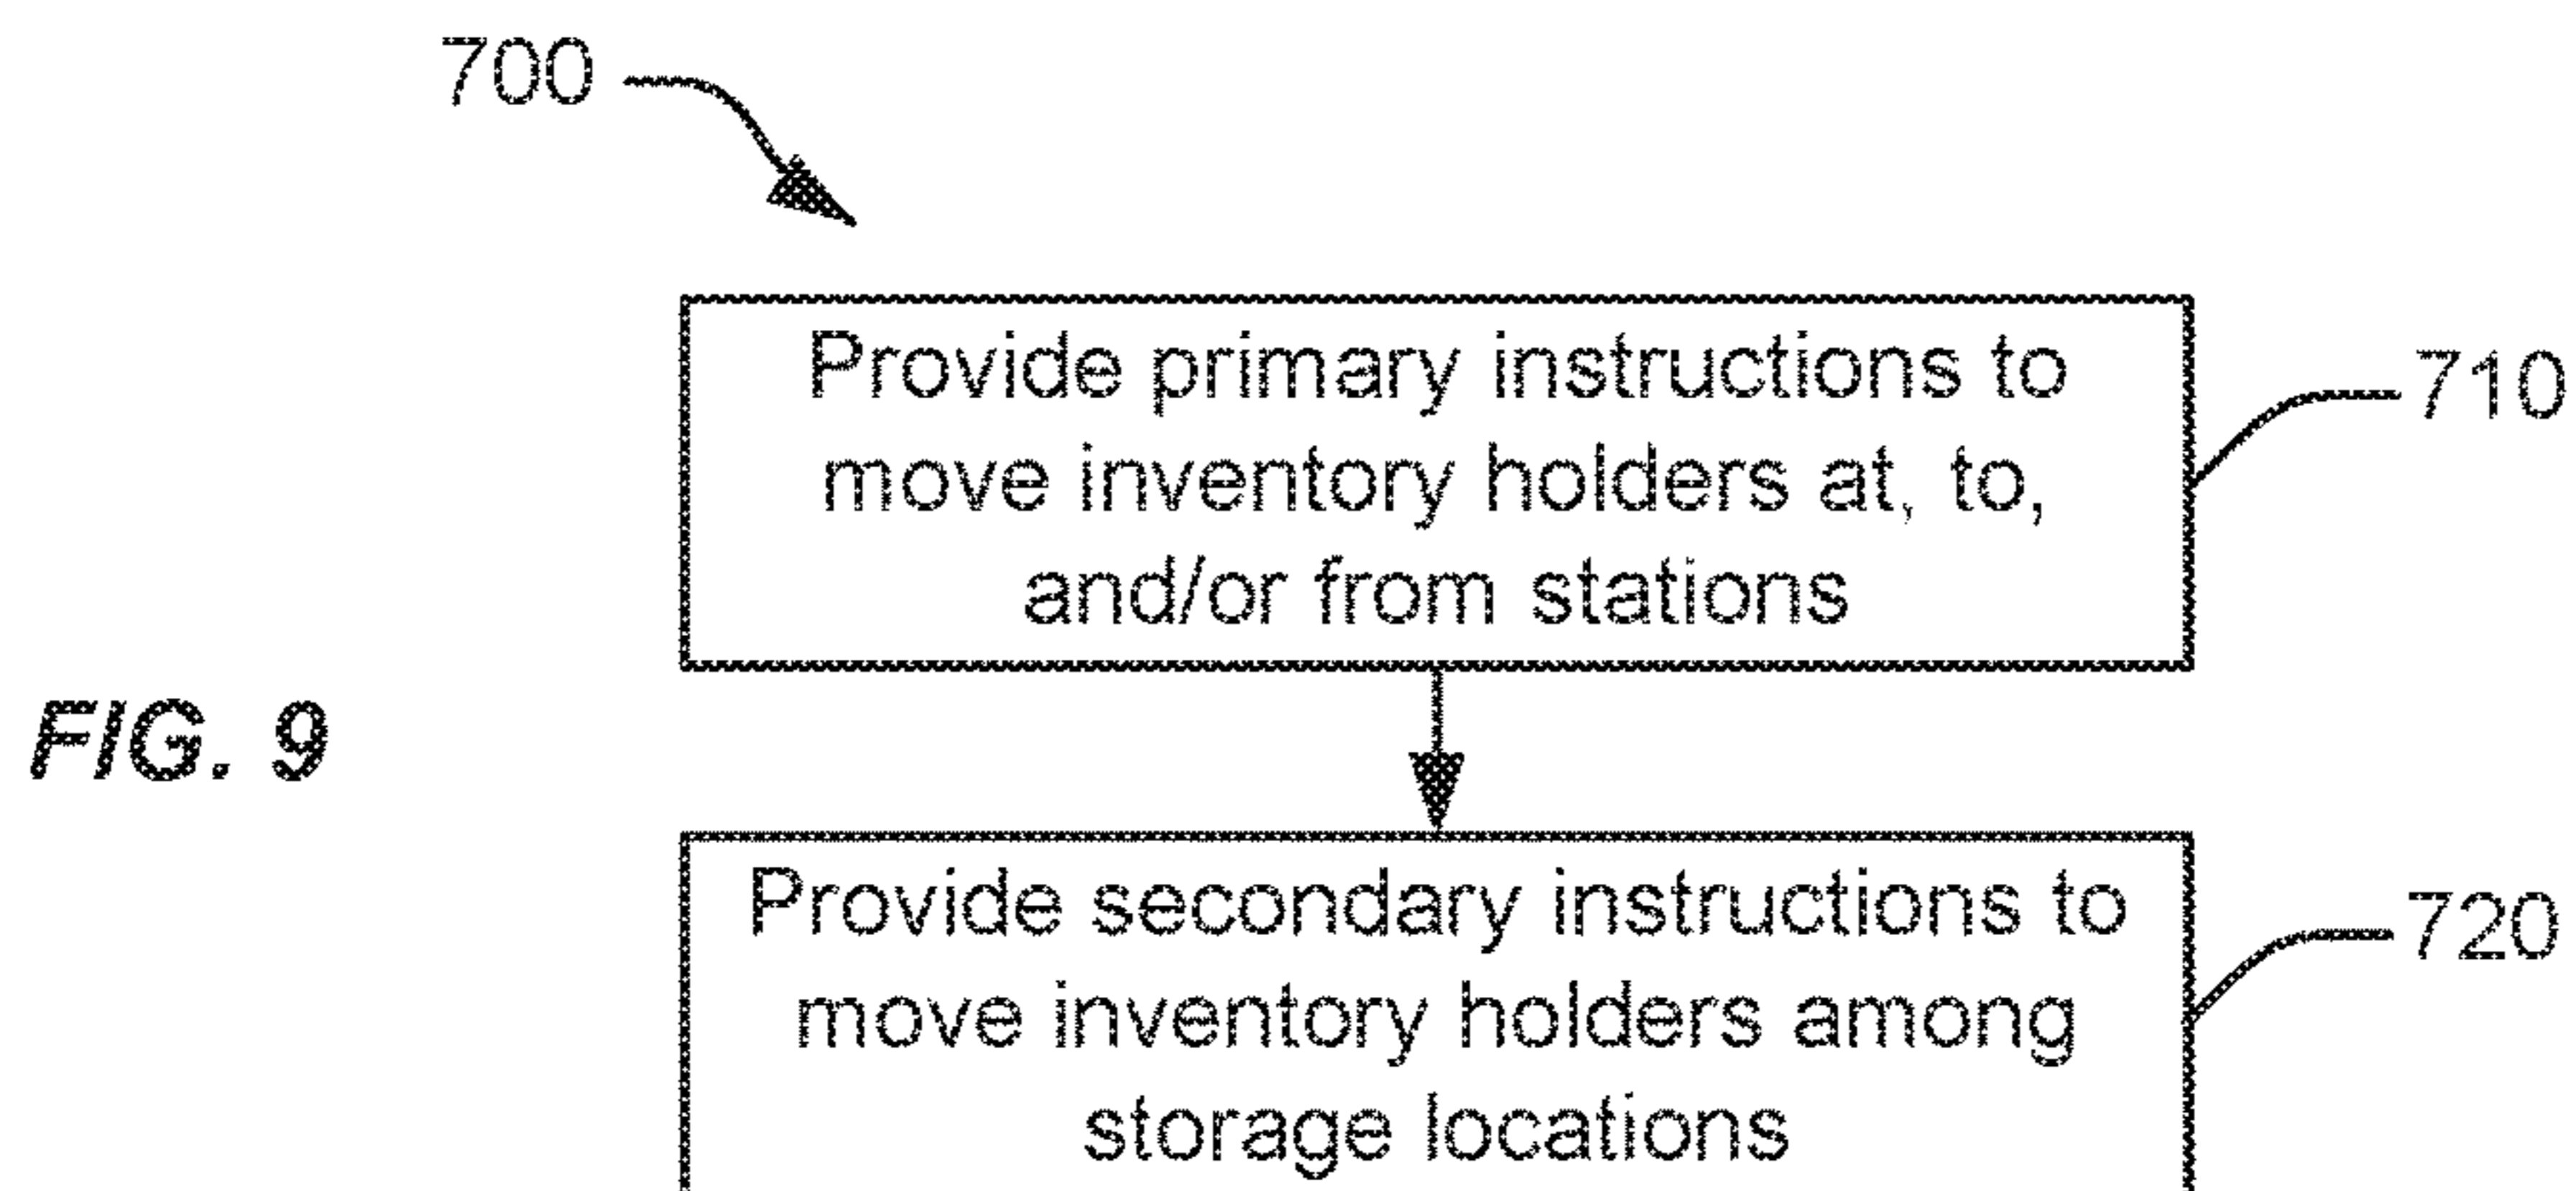 700
Provide primary instructions to
move inventory holders at, to,
and/or from stations
710
FIG. 9
Provide secondary instructions to
move inventory holders among
storage locations
720